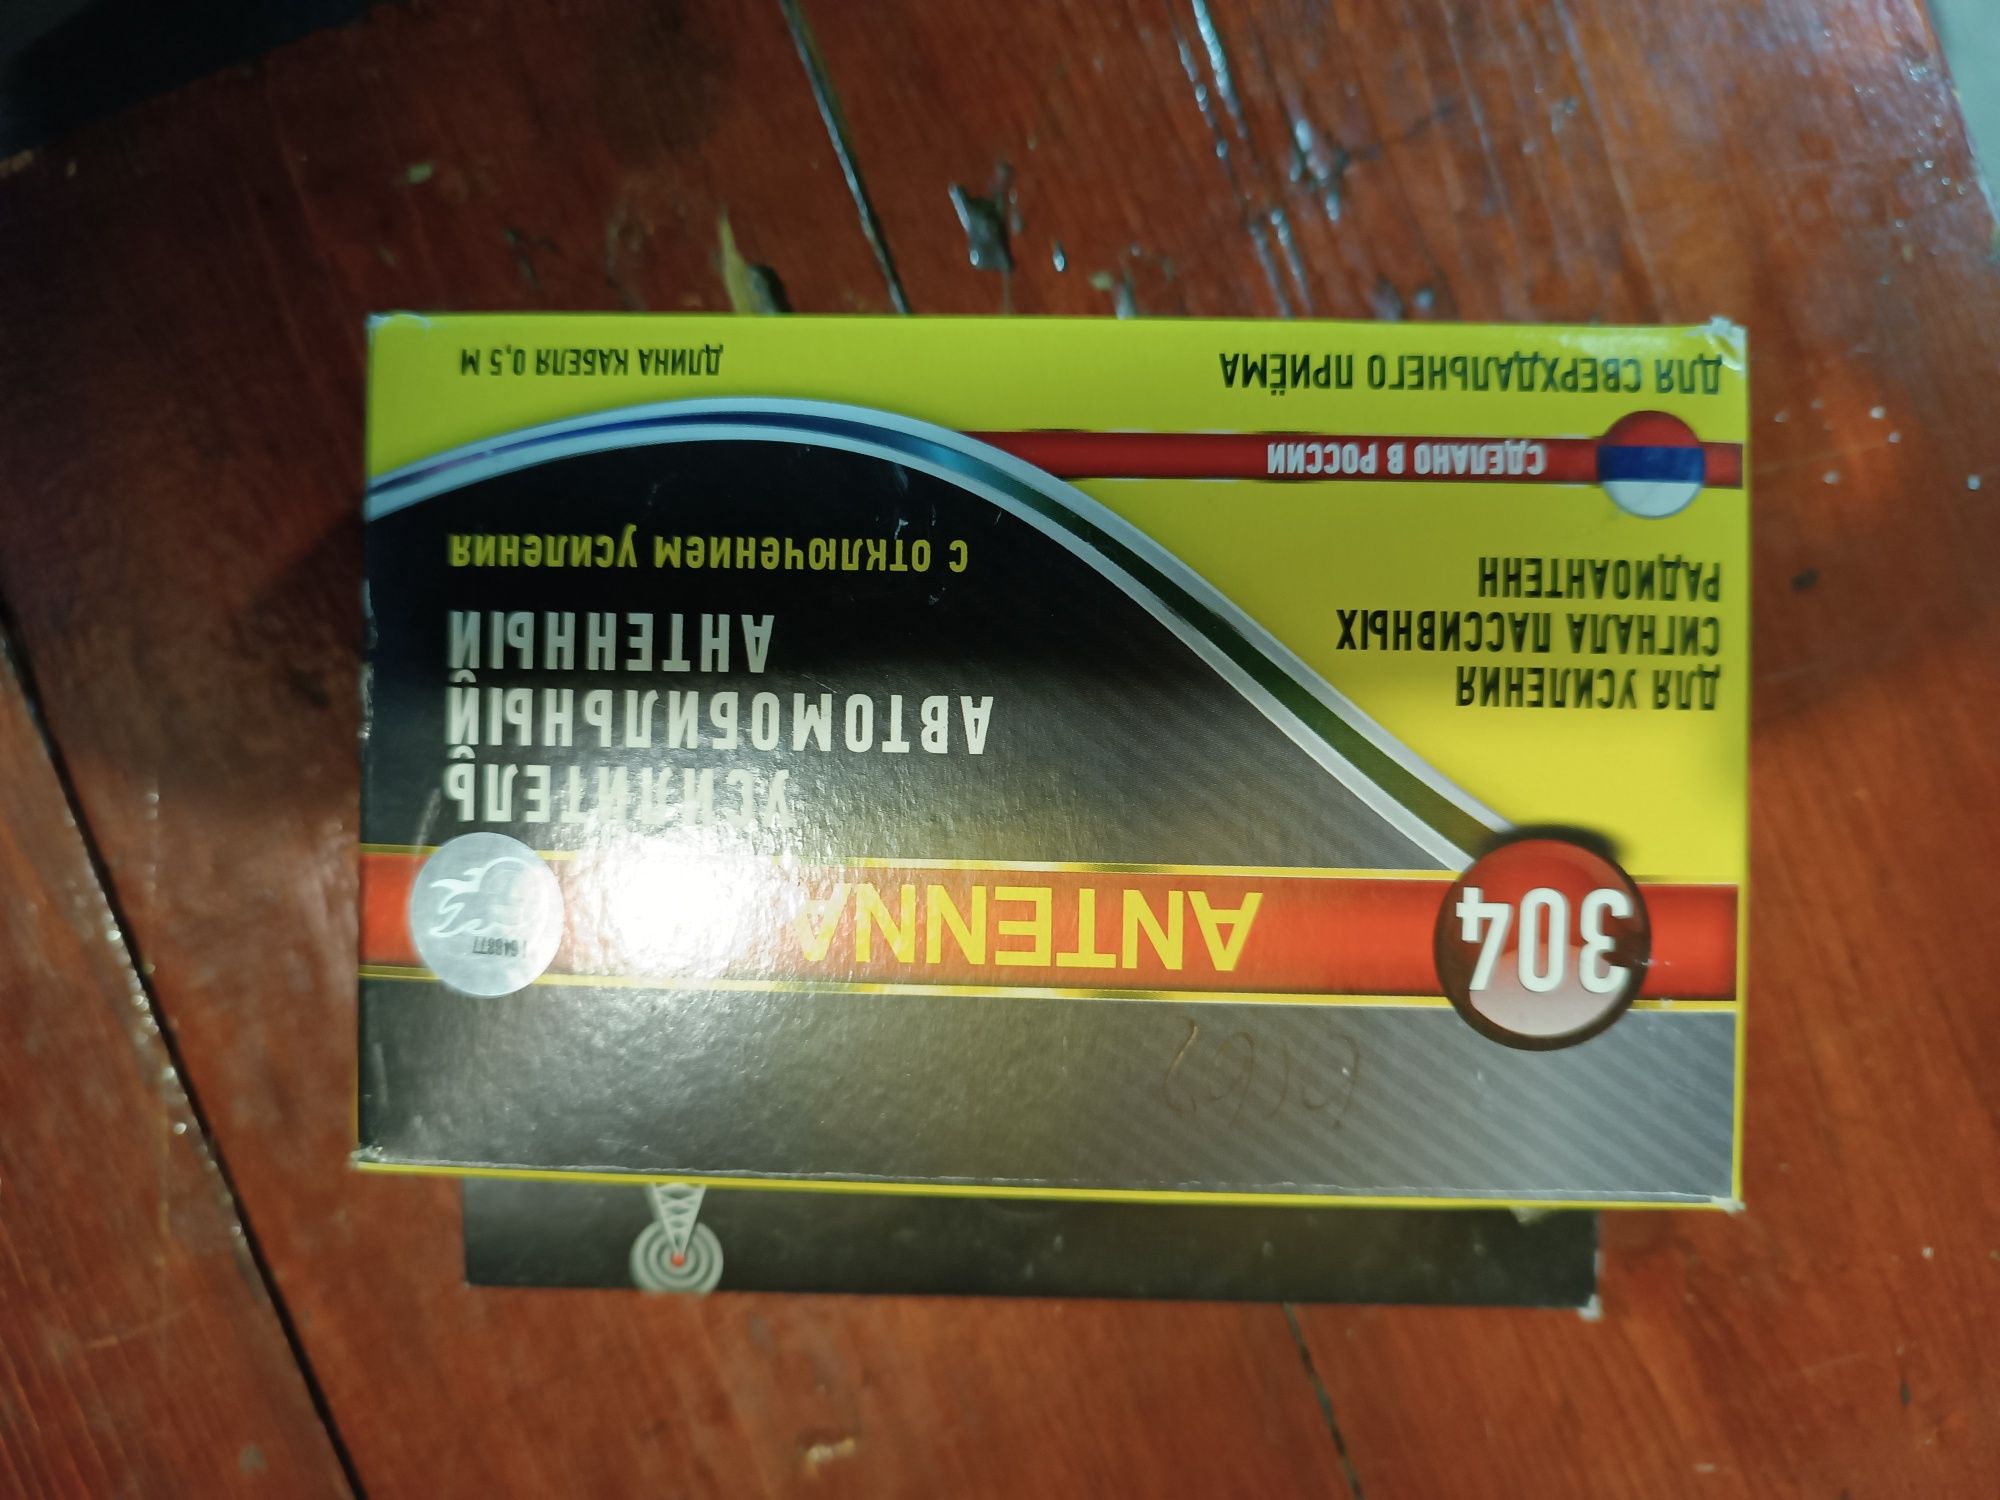 304
ANTENNA
УСИЛИТЕЛЬ
АВТОМОБИЛЬНЫЙ
АНТЕННЫЙ
С ОТКЛЮЧЕНИЕМ УСИЛЕНИЯ
ДЛЯ УСИЛЕНИЯ
СИГНАЛА ПАССИВНЫХ
РАДИОАНТЕНН
СДЕЛАНО В РОССИИ
ДЛЯ СВЕРХДАЛЬНЕГО ПРИЁМА
ДЛИНА КАБЕЛЯ 0,5 М